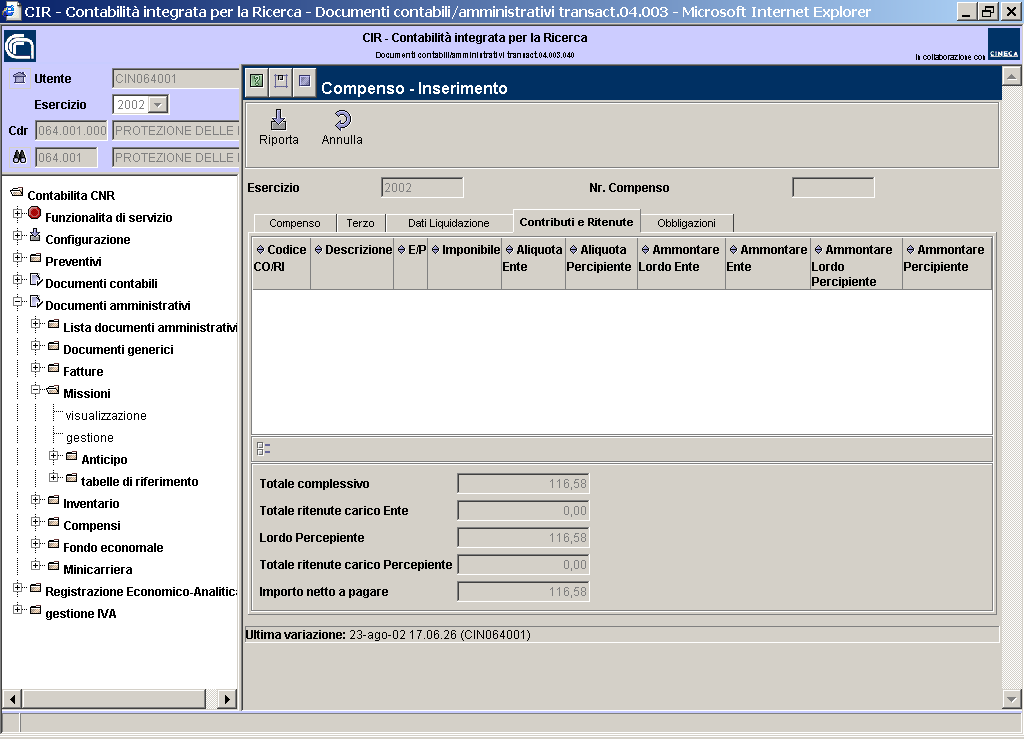 CIR - Contabilità integrata per la Ricerca - Documenti contabili/amministrativi transact.04.003 - Microsoft Internet Explorer
CIR - Contabilità integrata per la Ricerca
Documenti contabili/amministrativi transact.04.003.040
In collaborazione con CINECA
Utente CIN064001
Esercizio 2002
Cdr 064.001.000 PROTEZIONE DELLE
064.001 PROTEZIONE DELLE
Contabilita CNR
Funzionalita di servizio
Configurazione
Preventivi
Documenti contabili
Documenti amministrativi
Lista documenti amministrativi
Documenti generici
Fatture
Missioni
visualizzazione
gestione
Anticipo
tabelle di riferimento
Inventario
Compensi
Fondo economale
Minicarriera
Registrazione Economico-Analitica
gestione IVA
Compenso - Inserimento
Riporta Annulla
Esercizio 2002 Nr. Compenso
Compenso Terzo Dati Liquidazione Contributi e Ritenute Obbligazioni
Codice CO/RI
Descrizione
E/P
Imponibile
Aliquota Ente
Aliquota Percipiente
Ammontare Lordo Ente
Ammontare Ente
Ammontare Lordo Percipiente
Ammontare Percipiente
Totale complessivo 116,58
Totale ritenute carico Ente 0,00
Lordo Percepiente 116,58
Totale ritenute carico Percepiente 0,00
Importo netto a pagare 116,58
Ultima variazione: 23-ago-02 17.06.26 (CIN064001)